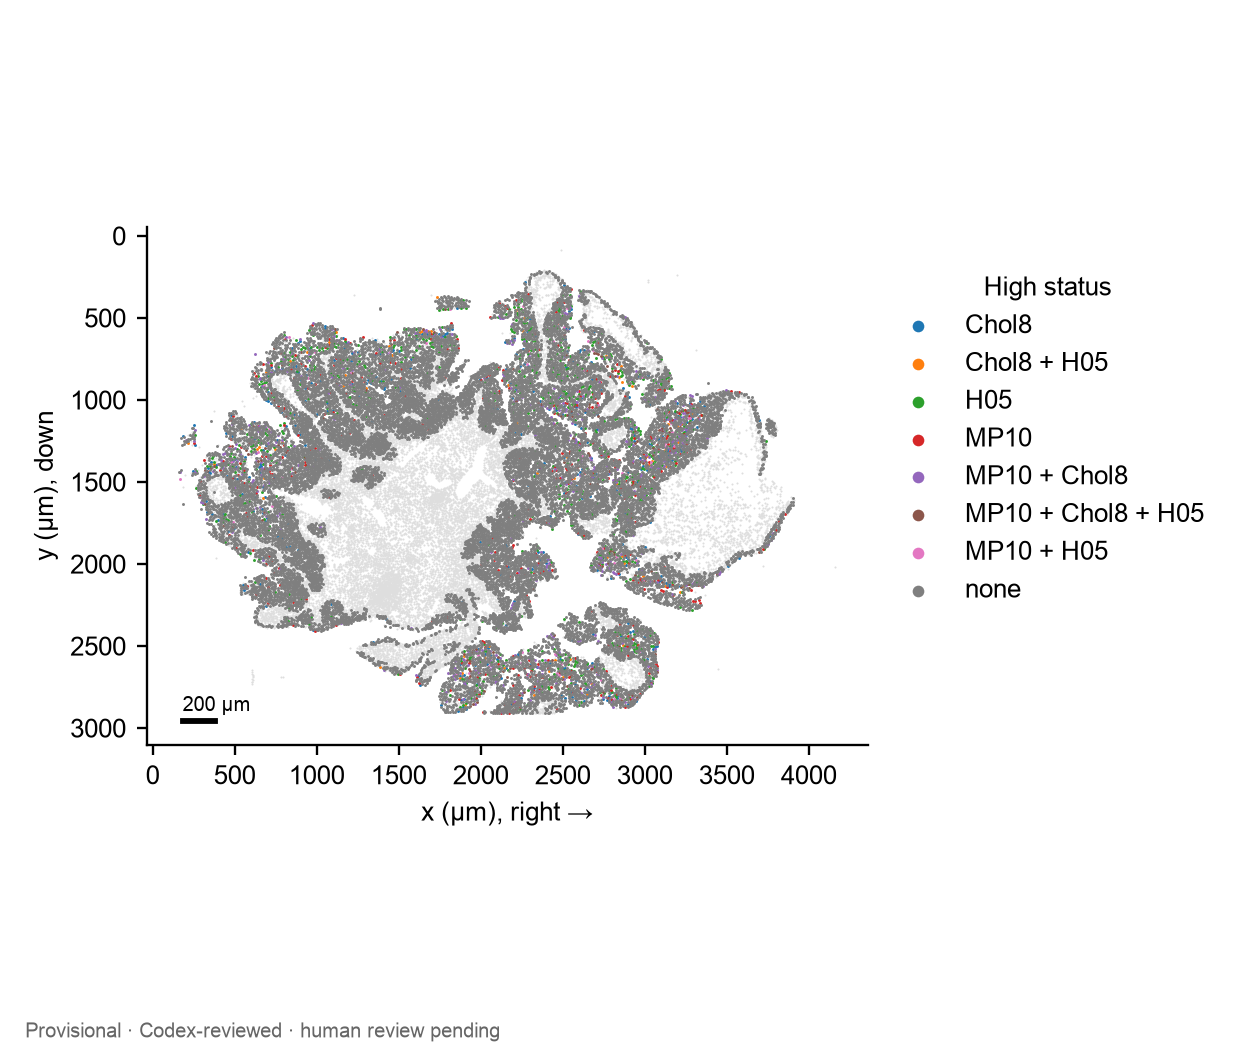 High status
Chol8
Chol8 + H05
H05
MP10
MP10 + Chol8
MP10 + Chol8 + H05
MP10 + H05
none
y (µm), down
0
500
1000
1500
2000
2500
3000
200 µm
0 500 1000 1500 2000 2500 3000 3500 4000
x (µm), right →
Provisional · Codex-reviewed · human review pending